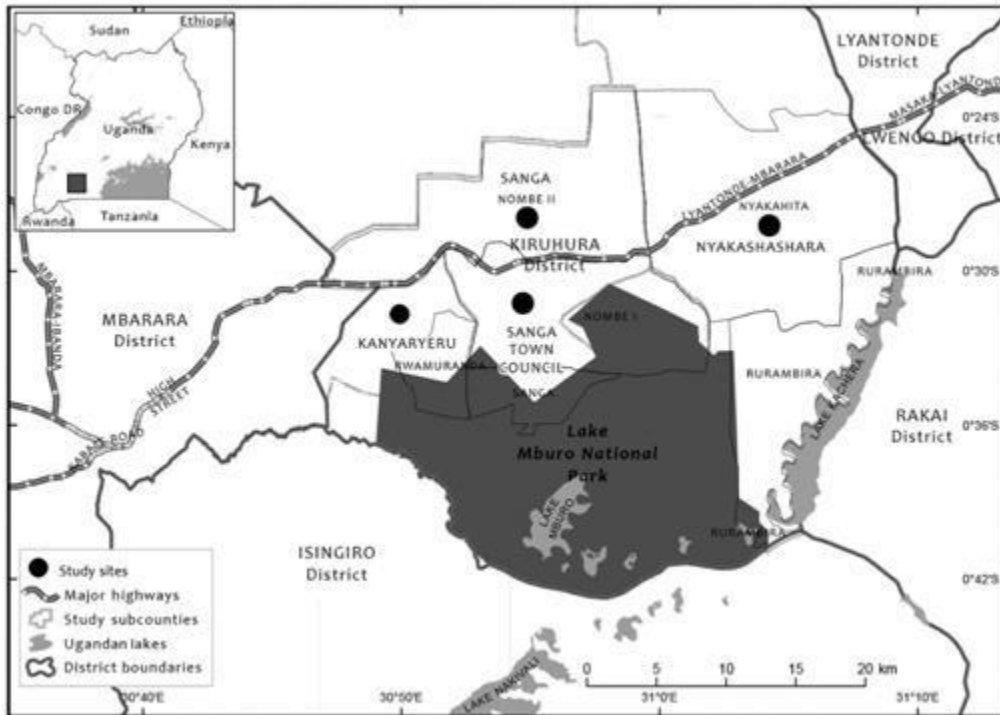 Sudan
Ethiopia
Congo DR
Uganda
Kenya
Rwanda
Tanzania
LYANTONDE
District
MASAKA-LYANTONDE
0°24'S
LWENGO District
SANGA
NOMBE II
LYANTONDE-MBARARA
NYAKAHITA
NYAKASHASHARA
KIRUHURA
District
RURAMBIRA
0°30'S
MBARARA-IBANDA
MBARARA
District
KANYARYERU
SANGA
TOWN
COUNCIL
NOMBE I
RWAMURANDA
SANGA
HIGH
STREET
RURAMBIRA
LAKE KACHERA
RAKAI
District
KABALE ROAD
0°36'S
Lake
Mburo National
Park
LAKE
MBURO
RURAMBIRA
ISINGIRO
District
0°42'S
Study sites
Major highways
Study subcounties
Ugandan lakes
District boundaries
LAKE NAKIVALI
0 5 10 15 20 km
30°50'E
31°0'E
31°10'E